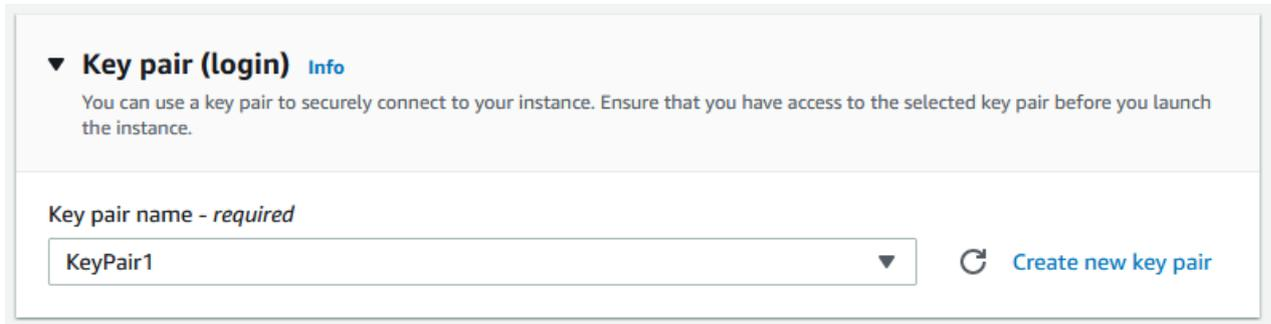 Key pair (login) Info
You can use a key pair to securely connect to your instance. Ensure that you have access to the selected key pair before you launch
the instance.
Key pair name - required
KeyPair1
Create new key pair